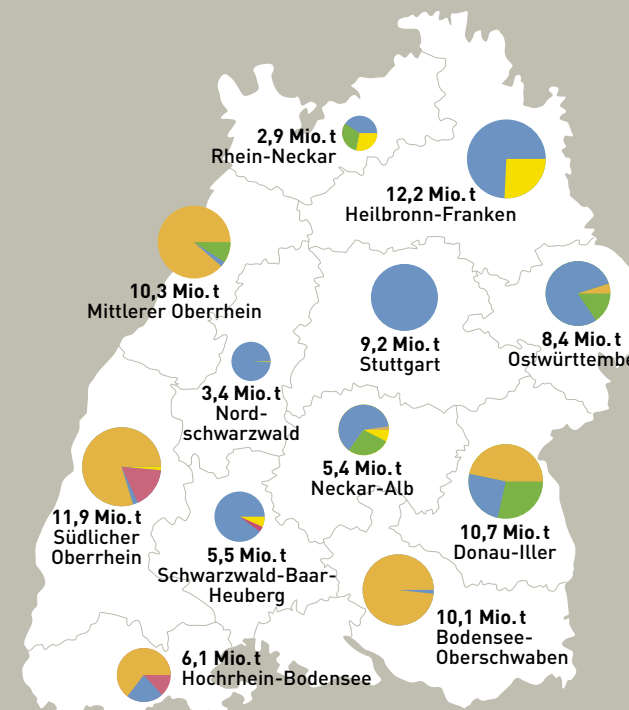 2,9 Mio. t
Rhein-Neckar
12,2 Mio. t
Heilbronn-Franken
10,3 Mio. t
Mittlerer Oberrhein
9,2 Mio. t
Stuttgart
8,4 Mio. t
Ostwürttembe
3,4 Mio. t
Nord-
schwarzwald
5,4 Mio. t
Neckar-Alb
11,9 Mio. t
Südlicher
Oberrhein
10,7 Mio. t
Donau-Iller
5,5 Mio. t
Schwarzwald-Baar-
Heuberg
10,1 Mio. t
Bodensee-
Oberschwaben
6,1 Mio. t
Hochrhein-Bodensee